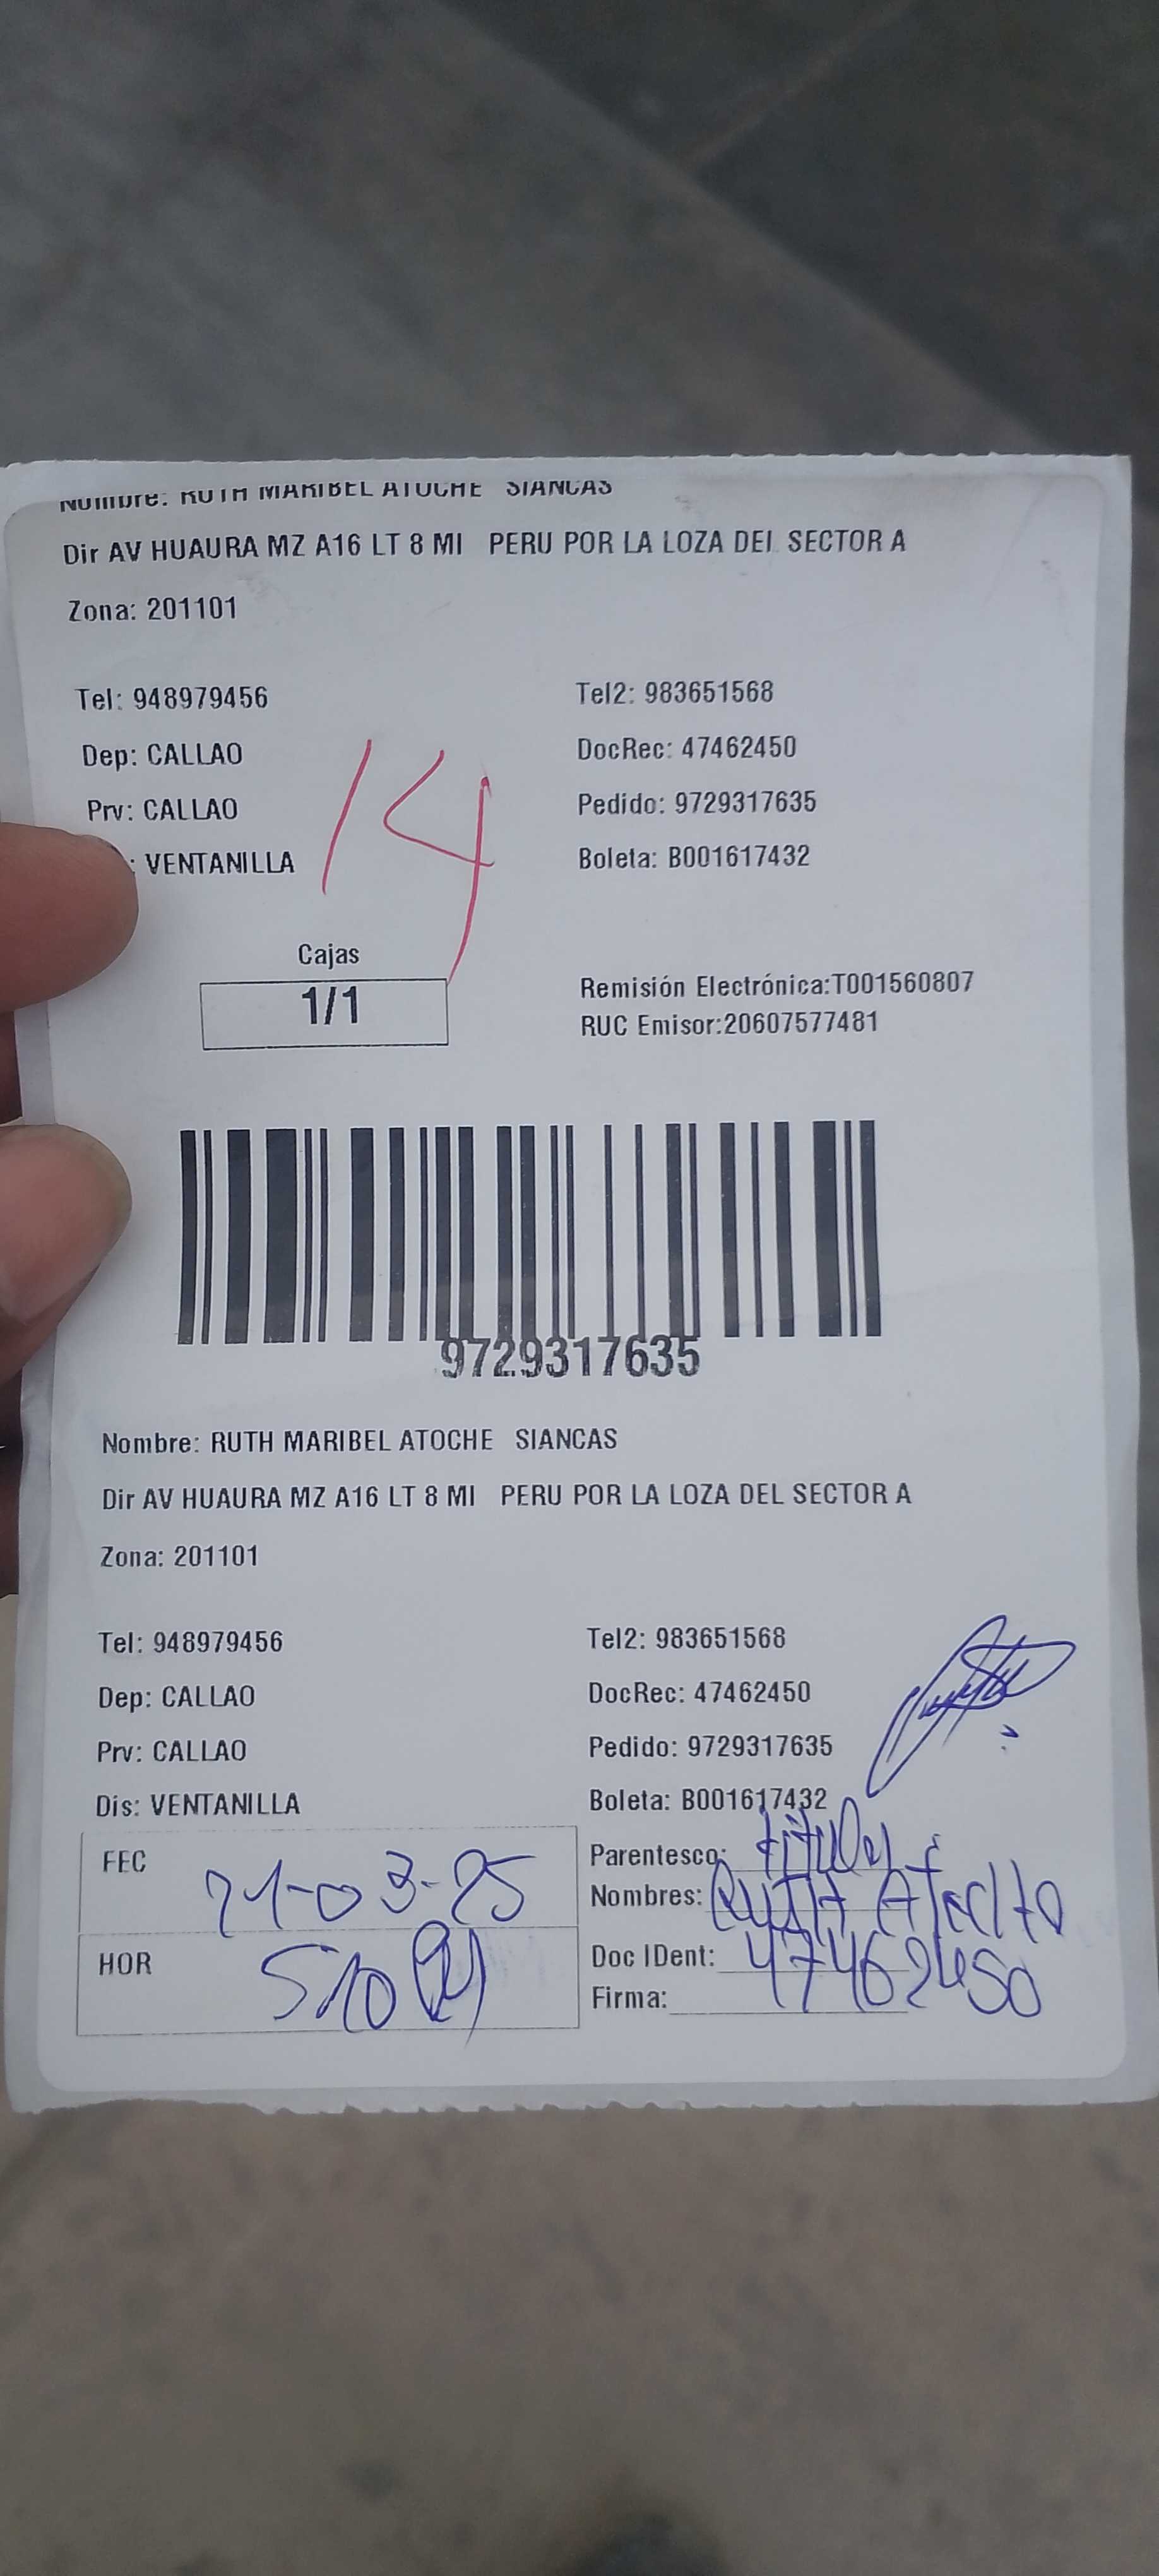 Nombre: RUTH MARIBEL ATOCHE SIANCAS
Dir AV HUAURA MZ A16 LT 8 MI PERU POR LA LOZA DEL SECTOR A
Zona: 201101
Tel: 948979456 Tel2: 983651568
Dep: CALLAO DocRec: 47462450
Prv: CALLAO Pedido: 9729317635
: VENTANILLA Boleta: B001617432
14
Cajas
1/1
Remisión Electrónica:T001560807
RUC Emisor:20607577481
9729317635
Nombre: RUTH MARIBEL ATOCHE SIANCAS
Dir AV HUAURA MZ A16 LT 8 MI PERU POR LA LOZA DEL SECTOR A
Zona: 201101
Tel: 948979456 Tel2: 983651568
Dep: CALLAO DocRec: 47462450
Prv: CALLAO Pedido: 9729317635
Dis: VENTANILLA Boleta: B001617432
FEC 21-03-25 Parentesco: titular
Nombres: Ruth
HOR 510 Doc IDent: 47462450
Firma: